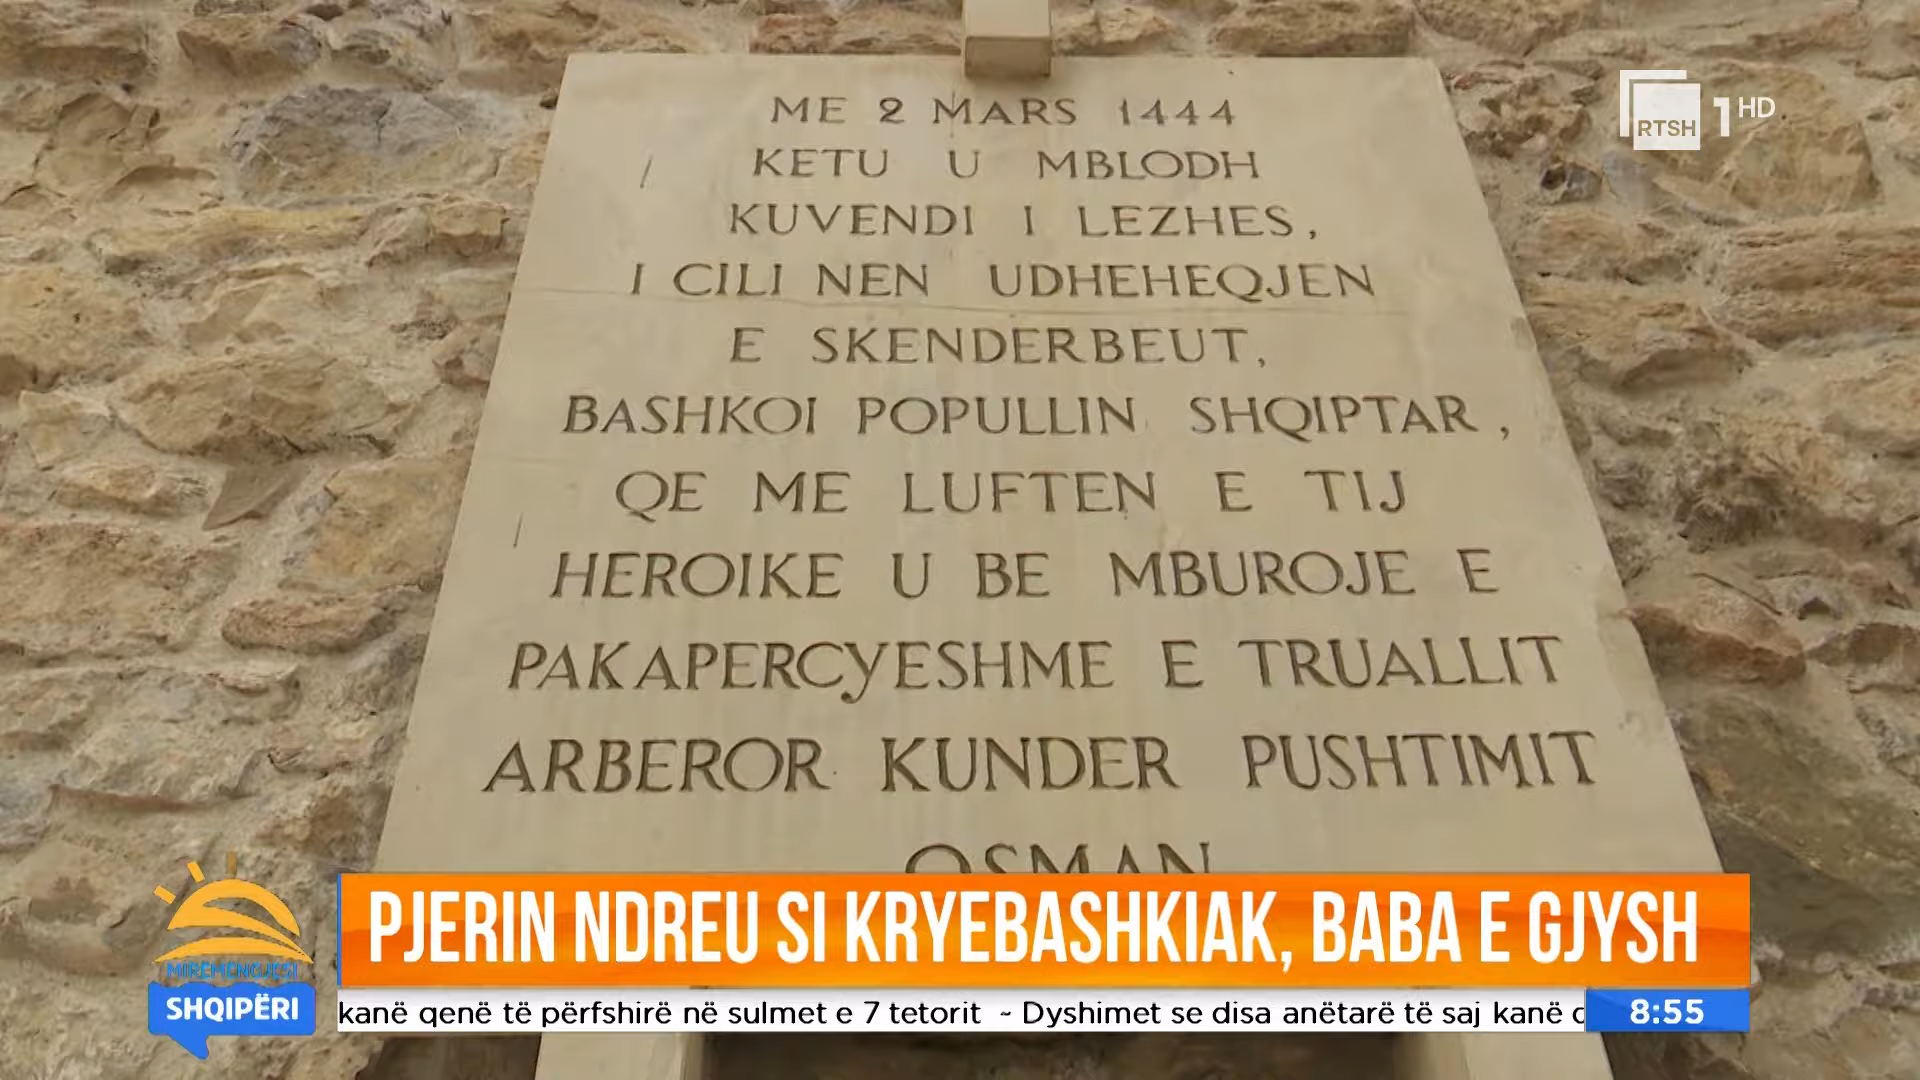 ME 2 MARS 1444
KETU U MBLODH
KUVENDI I LEZHES,
I CILI NEN UDHEHEQJEN
E SKENDERBEUT,
BASHKOI POPULLIN SHQIPTAR,
QE ME LUFTEN E TIJ
HEROIKE U BE MBUROJE E
PAKAPERCYESHME E TRUALLIT
ARBEROR KUNDER PUSHTIMIT
OSMAN
RTSH 1 HD
PJERIN NDREU SI KRYEBASHKIAK, BABA E GJYSH
MIREMENGJESI
SHQIPËRI
kanë qenë të përfshirë në sulmet e 7 tetorit ~ Dyshimet se disa anëtarë të saj kanë
8:55